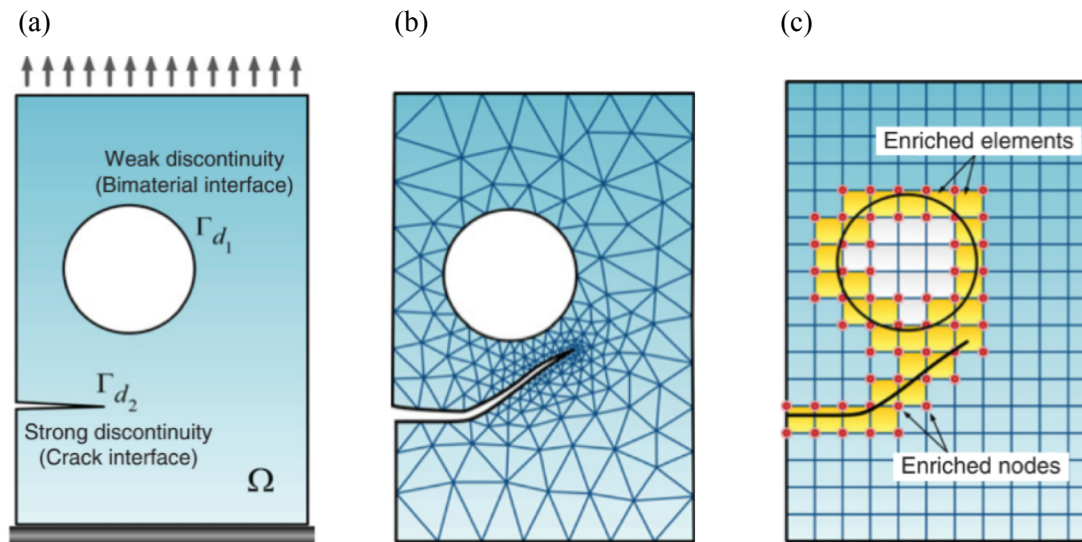 (a)
(b)
(c)
Weak discontinuity
(Bimaterial interface)
Γd1
Γd2
Strong discontinuity
(Crack interface)
Ω
Enriched elements
Enriched nodes